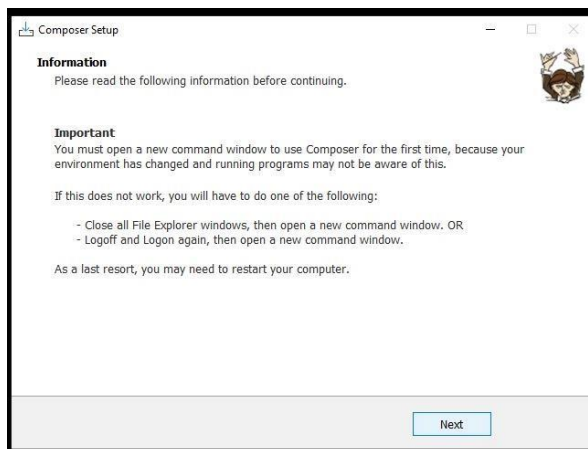 Composer Setup
Information
Please read the following information before continuing.
Important
You must open a new command window to use Composer for the first time, because your
environment has changed and running programs may not be aware of this.
If this does not work, you will have to do one of the following:
- Close all File Explorer windows, then open a new command window. OR
- Logoff and Logon again, then open a new command window.
As a last resort, you may need to restart your computer.
Next